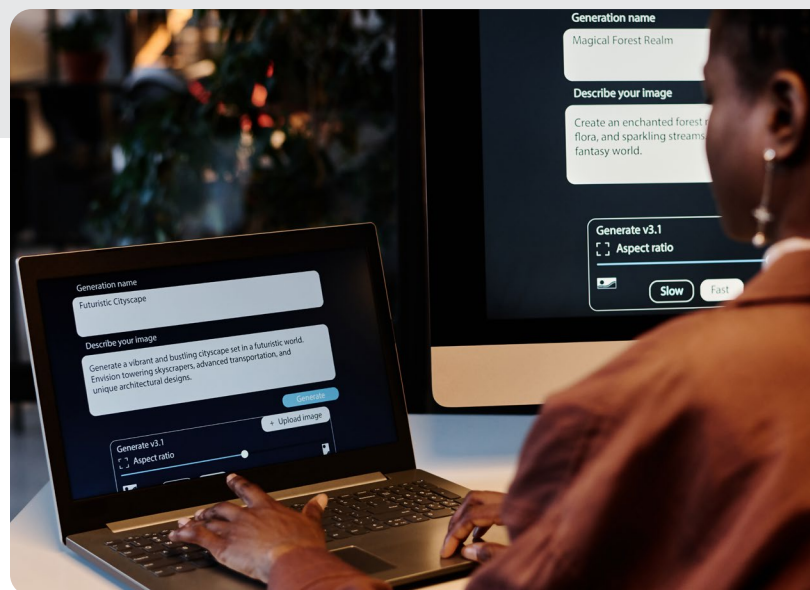 Generation name
Futuristic Cityscape
Describe your image
Generate a vibrant and bustling cityscape set in a futuristic world.
Envision towering skyscrapers, advanced transportation, and
unique architectural designs.
Generate
+ Upload image
Generate v3.1
Aspect ratio
Generation name
Magical Forest Realm
Describe your image
Create an enchanted forest
flora, and sparkling streams
fantasy world.
Generate v3.1
Aspect ratio
Slow
Fast